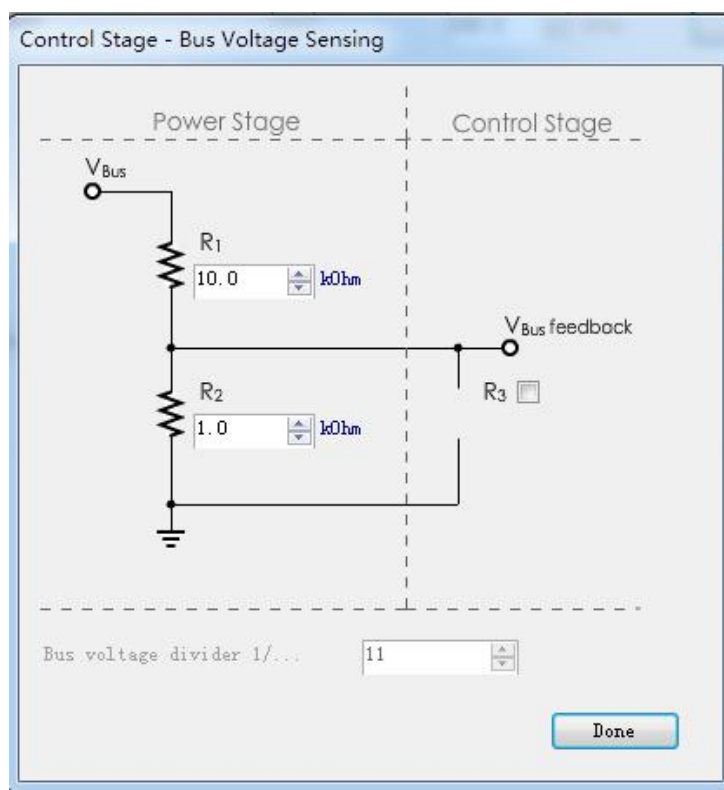 Control Stage - Bus Voltage Sensing
Power Stage Control Stage
VBus
R1
10.0 kOhm
VBus feedback
R2 R3
1.0 kOhm
Bus voltage divider 1/... 11
Done